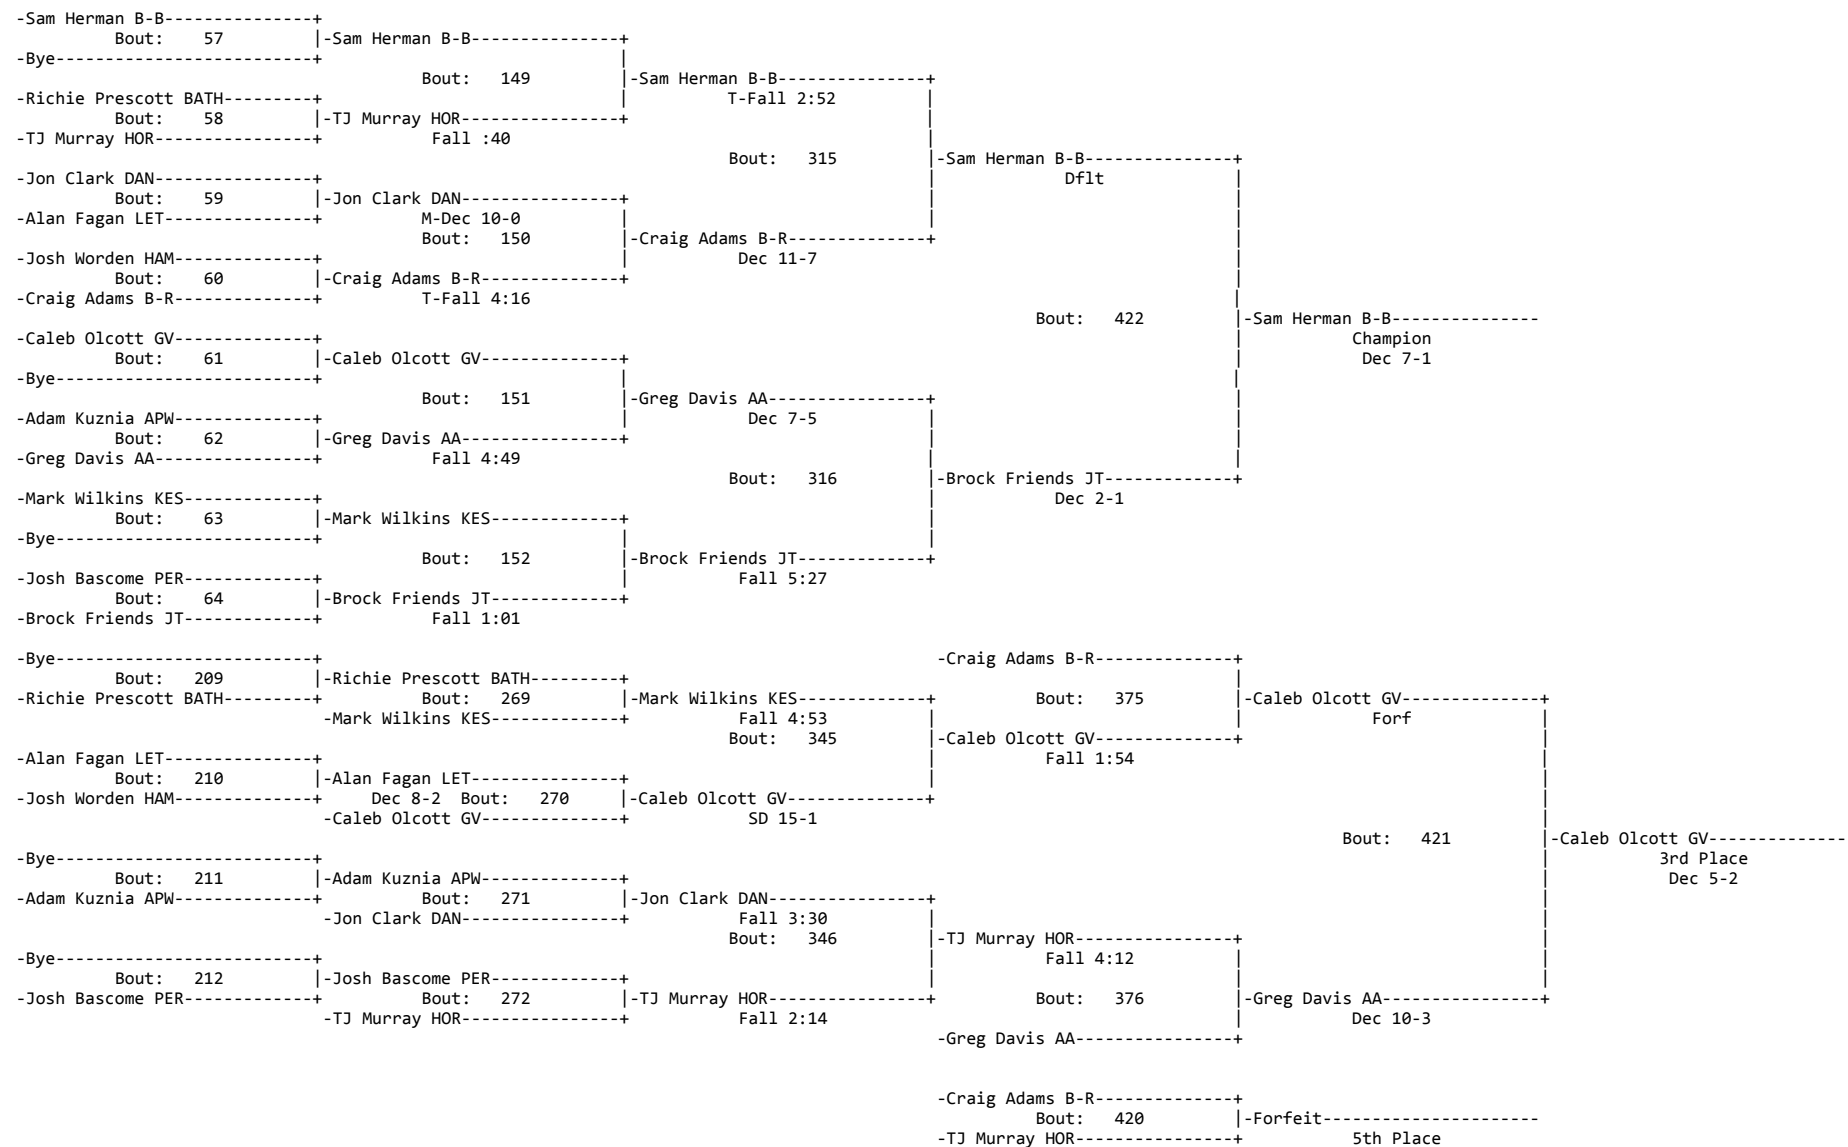 -Sam Herman B-B---------------+
Bout:   57         |-Sam Herman B-B---------------+
-Bye--------------------------+                              |
Bout:   149         |-Sam Herman B-B---------------+
-Richie Prescott BATH---------+                              |          T-Fall 2:52         |
Bout:   58         |-TJ Murray HOR----------------+                              |
-TJ Murray HOR----------------+           Fall :40                                          |
Bout:   315         |-Sam Herman B-B---------------+
-Jon Clark DAN----------------+                                                             |             Dflt             |
Bout:   59         |-Jon Clark DAN----------------+                              |                              |
-Alan Fagan LET---------------+          M-Dec 10-0          |                              |                              |
Bout:   150         |-Craig Adams B-R--------------+                              |
-Josh Worden HAM--------------+                              |           Dec 11-7                                          |
Bout:   60         |-Craig Adams B-R--------------+                                                             |
-Craig Adams B-R--------------+          T-Fall 4:16                                                                       |
Bout:   422         |-Sam Herman B-B---------------
-Caleb Olcott GV--------------+                                                                                            |           Champion
Bout:   61         |-Caleb Olcott GV--------------+                                                             |            Dec 7-1
-Bye--------------------------+                              |                                                             |
Bout:   151         |-Greg Davis AA----------------+                              |
-Adam Kuznia APW--------------+                              |            Dec 7-5           |                              |
Bout:   62         |-Greg Davis AA----------------+                              |                              |
-Greg Davis AA----------------+           Fall 4:49                                         |                              |
Bout:   316         |-Brock Friends JT-------------+
-Mark Wilkins KES-------------+                                                             |            Dec 2-1
Bout:   63         |-Mark Wilkins KES-------------+                              |
-Bye--------------------------+                              |                              |
Bout:   152         |-Brock Friends JT-------------+
-Josh Bascome PER-------------+                              |           Fall 5:27
Bout:   64         |-Brock Friends JT-------------+
-Brock Friends JT-------------+           Fall 1:01
-Bye--------------------------+                                                              -Craig Adams B-R--------------+
Bout:   209        |-Richie Prescott BATH---------+                                                             |
-Richie Prescott BATH---------+          Bout:   269         |-Mark Wilkins KES-------------+          Bout:   375         |-Caleb Olcott GV--------------+
-Mark Wilkins KES-------------+           Fall 4:53          |                              |             Forf             |
Bout:   345         |-Caleb Olcott GV--------------+                              |
-Alan Fagan LET---------------+                                                             |           Fall 1:54                                         |
Bout:   210        |-Alan Fagan LET---------------+                              |                                                             |
-Josh Worden HAM--------------+     Dec 8-2  Bout:   270     |-Caleb Olcott GV--------------+                                                             |
-Caleb Olcott GV--------------+            SD 15-1                                                                         |
Bout:   421         |-Caleb Olcott GV--------------
-Bye--------------------------+                                                                                                                           |           3rd Place
Bout:   211        |-Adam Kuznia APW--------------+                                                                                            |            Dec 5-2
-Adam Kuznia APW--------------+          Bout:   271         |-Jon Clark DAN----------------+                                                             |
-Jon Clark DAN----------------+           Fall 3:30          |                                                             |
Bout:   346         |-TJ Murray HOR----------------+                              |
-Bye--------------------------+                                                             |           Fall 4:12          |                              |
Bout:   212        |-Josh Bascome PER-------------+                              |                              |                              |
-Josh Bascome PER-------------+          Bout:   272         |-TJ Murray HOR----------------+          Bout:   376         |-Greg Davis AA----------------+
-TJ Murray HOR----------------+           Fall 2:14                                         |           Dec 10-3
-Greg Davis AA----------------+
-Craig Adams B-R--------------+
Bout:   420         |-Forfeit----------------------
-TJ Murray HOR----------------+           5th Place